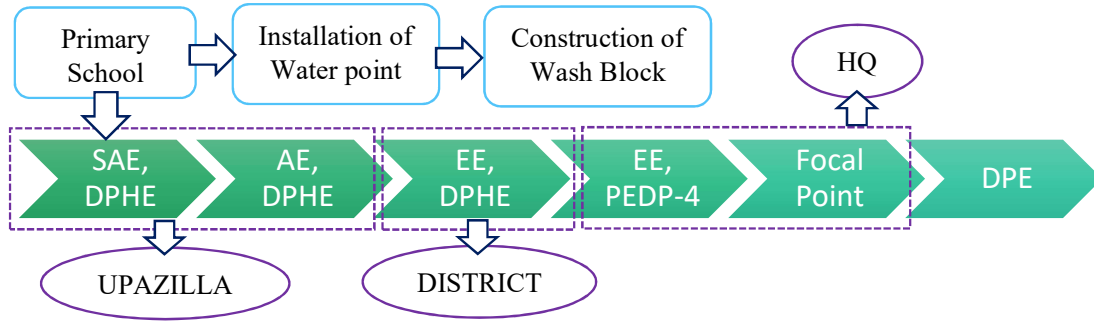 Primary
School
Installation of
Water point
Construction of
Wash Block
HQ
SAE,
DPHE
AE,
DPHE
EE,
DPHE
EE,
PEDP-4
Focal
Point
DPE
UPAZILLA
DISTRICT